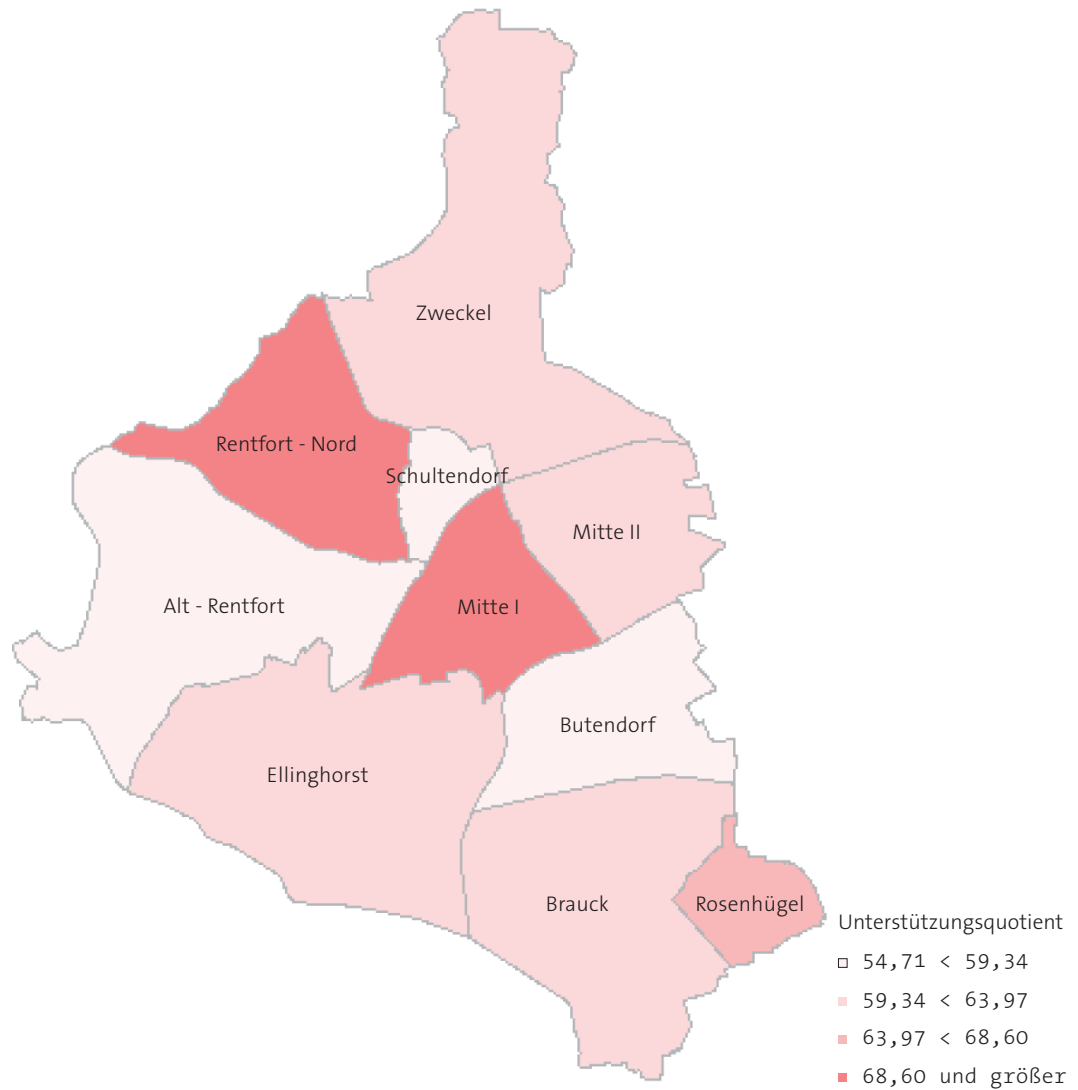 Zweckel
Rentfort - Nord
Schultendorf
Mitte II
Alt - Rentfort
Mitte I
Butendorf
Ellinghorst
Brauck
Rosenhügel
Unterstützungsquotient
54,71 < 59,34
59,34 < 63,97
63,97 < 68,60
68,60 und größer